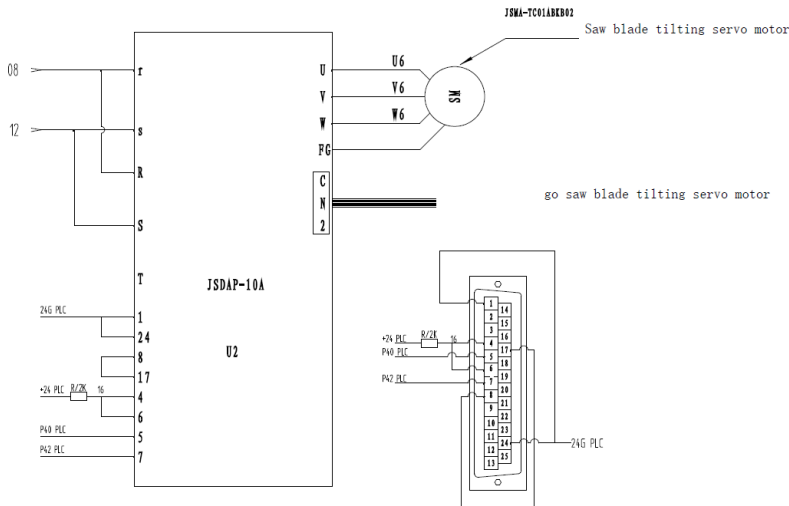 JSMA-TC01ABKB02
Saw blade tilting servo motor
08
12
r
s
R
S
T
U
V
W
FG
C
N
2
U6
V6
W6
SM
go saw blade tilting servo motor
JSDAP-10A
U2
24G PLC
1
24
8
17
+24 PLC R/2K 16
4
6
P40 PLC
5
P42 PLC
7
+24 PLC R/2K 16
P40 PLC
P42 PLC
1
2
3
4
5
6
7
8
9
10
11
12
13
14
15
16
17
18
19
20
21
22
23
24
25
24G PLC